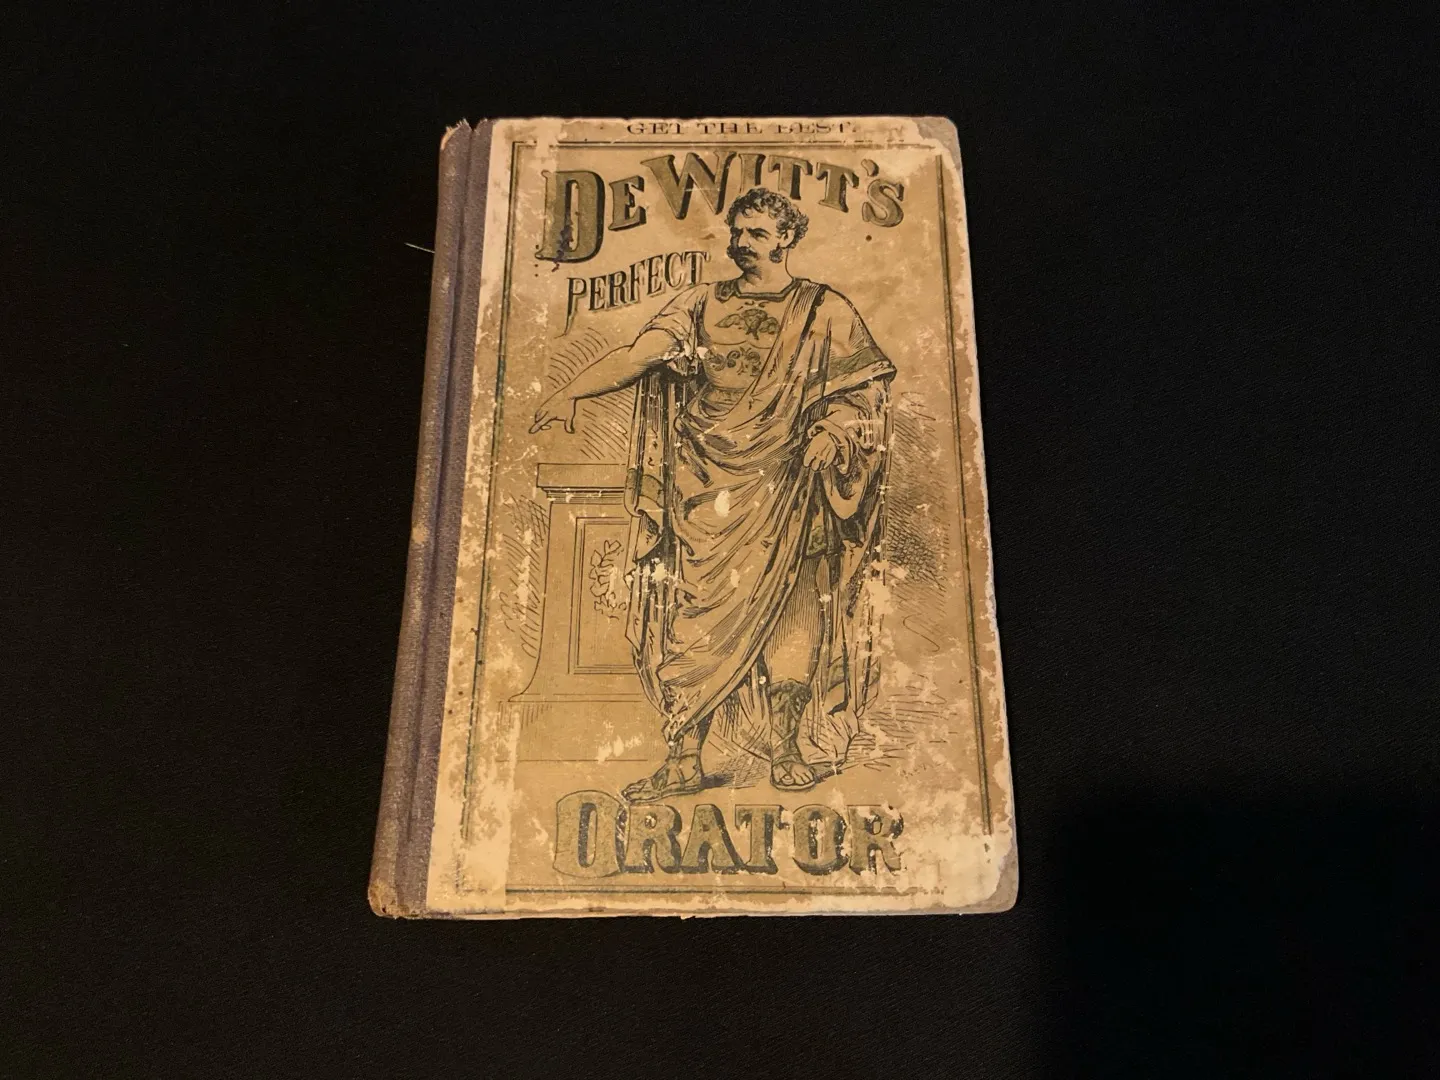 GET THE BEST.
DEWITT'S
PERFECT
ORATOR